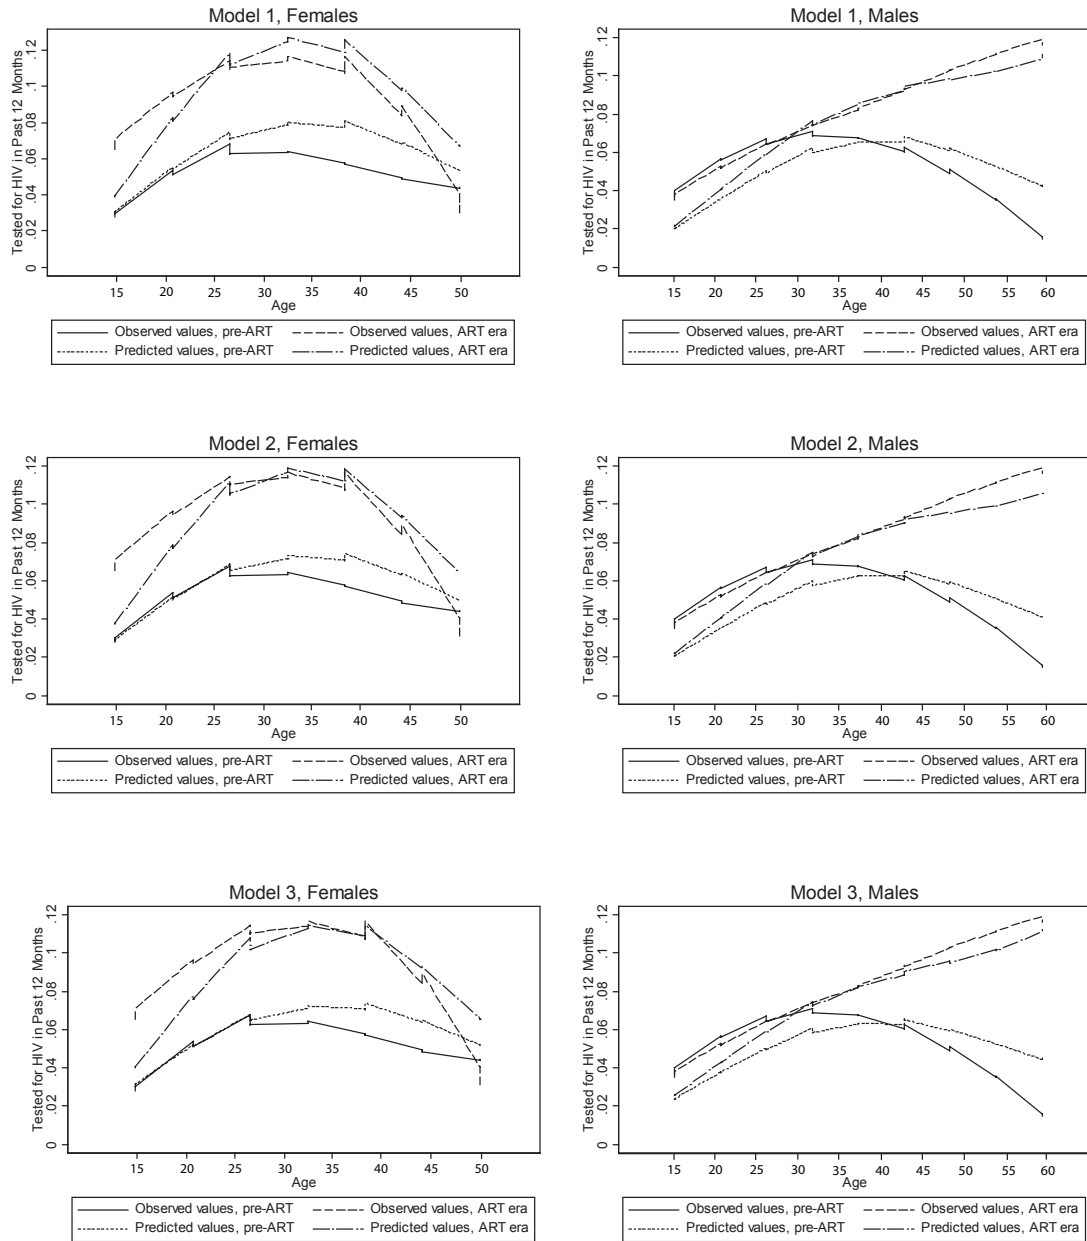 Model 1, Females
Tested for HIV in Past 12 Months
0 .02 .04 .06 .08 .1 .12
15 20 25 30 35 40 45 50
Age
Observed values, pre-ART Observed values, ART era
Predicted values, pre-ART Predicted values, ART era
Model 1, Males
Tested for HIV in Past 12 Months
0 .02 .04 .06 .08 .1 .12
15 20 25 30 35 40 45 50 55 60
Age
Observed values, pre-ART Observed values, ART era
Predicted values, pre-ART Predicted values, ART era
Model 2, Females
Tested for HIV in Past 12 Months
0 .02 .04 .06 .08 .1 .12
15 20 25 30 35 40 45 50
Age
Observed values, pre-ART Observed values, ART era
Predicted values, pre-ART Predicted values, ART era
Model 2, Males
Tested for HIV in Past 12 Months
0 .02 .04 .06 .08 .1 .12
15 20 25 30 35 40 45 50 55 60
Age
Observed values, pre-ART Observed values, ART era
Predicted values, pre-ART Predicted values, ART era
Model 3, Females
Tested for HIV in Past 12 Months
0 .02 .04 .06 .08 .1 .12
15 20 25 30 35 40 45 50
Age
Observed values, pre-ART Observed values, ART era
Predicted values, pre-ART Predicted values, ART era
Model 3, Males
Tested for HIV in Past 12 Months
0 .02 .04 .06 .08 .1 .12
15 20 25 30 35 40 45 50 55 60
Age
Observed values, pre-ART Observed values, ART era
Predicted values, pre-ART Predicted values, ART era